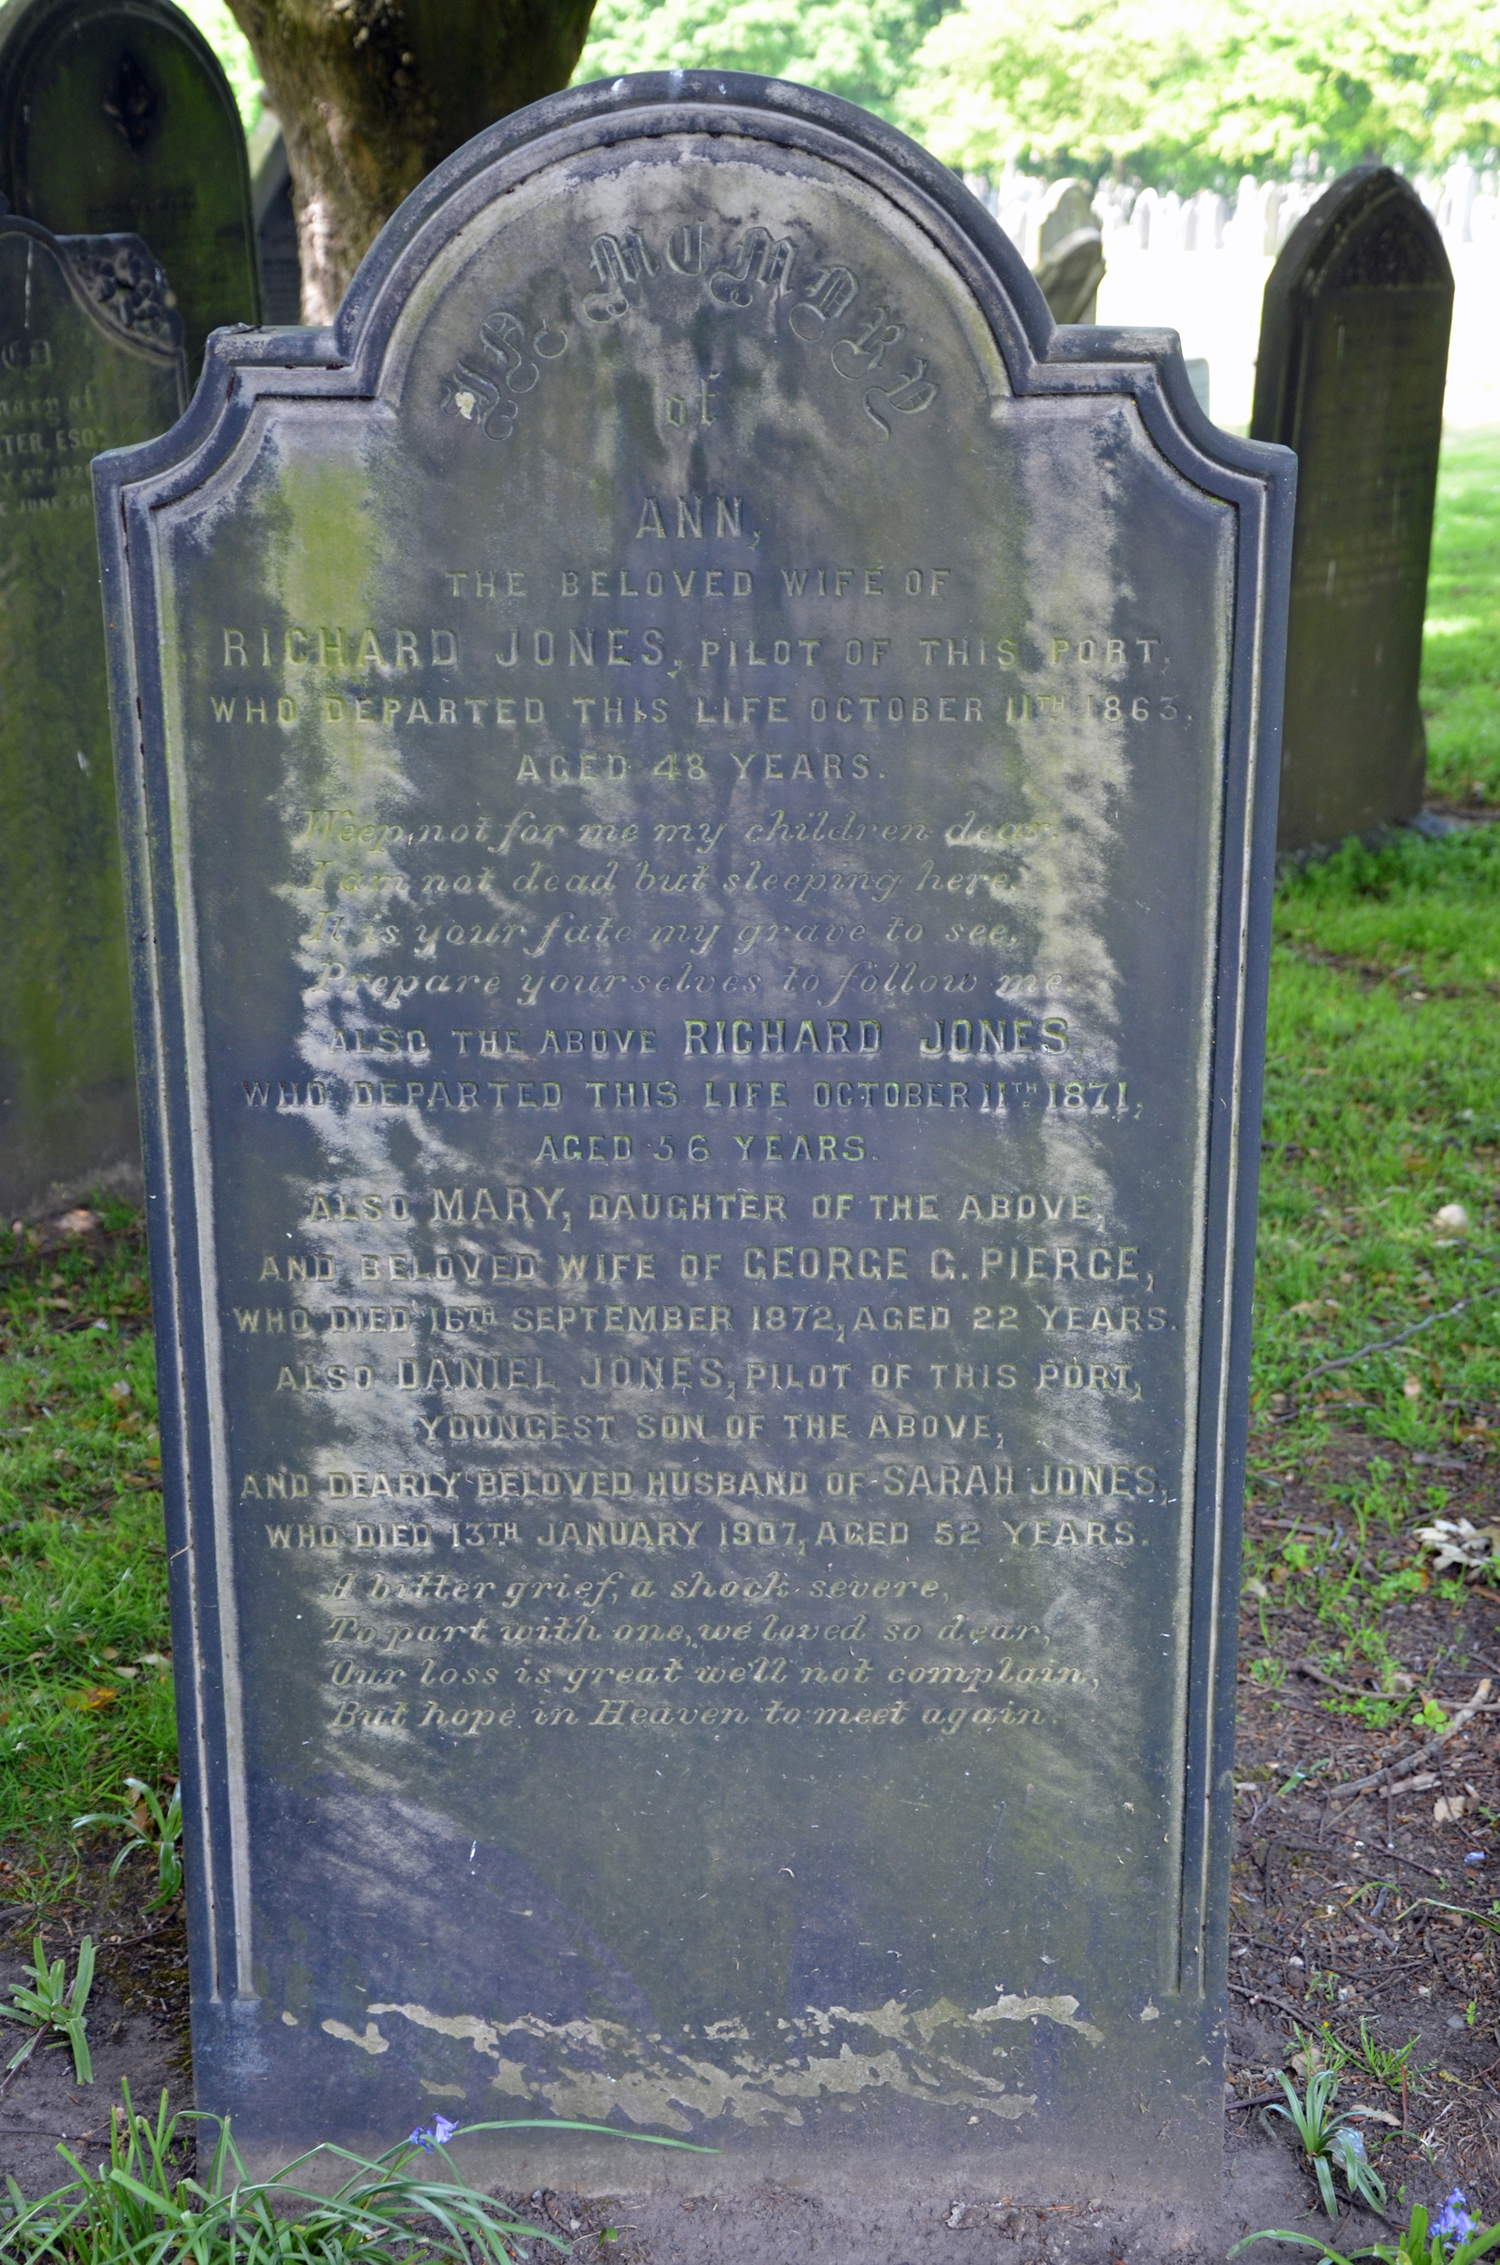 In Memory
of
ANN,
THE BELOVED WIFE OF
RICHARD JONES, PILOT OF THIS PORT,
WHO DEPARTED THIS LIFE OCTOBER 11TH 1863.
AGED 48 YEARS.
Weep not for me my children dear.
I am not dead but sleeping here,
It is your fate my grave to see,
Prepare yourselves to follow me.
ALSO THE ABOVE RICHARD JONES
WHO DEPARTED THIS LIFE OCTOBER 11TH 1871,
AGED 56 YEARS.
ALSO MARY, DAUGHTER OF THE ABOVE,
AND BELOVED WIFE OF GEORGE G. PIERCE,
WHO DIED 16TH SEPTEMBER 1872, AGED 22 YEARS.
ALSO DANIEL JONES, PILOT OF THIS PORT,
YOUNGEST SON OF THE ABOVE,
AND DEARLY BELOVED HUSBAND OF SARAH JONES,
WHO DIED 13TH JANUARY 1907, AGED 52 YEARS.
A bitter grief, a shock severe,
To part with one, we loved so dear,
Our loss is great we'll not complain,
But hope in Heaven to meet again.
ESQ
JUNE